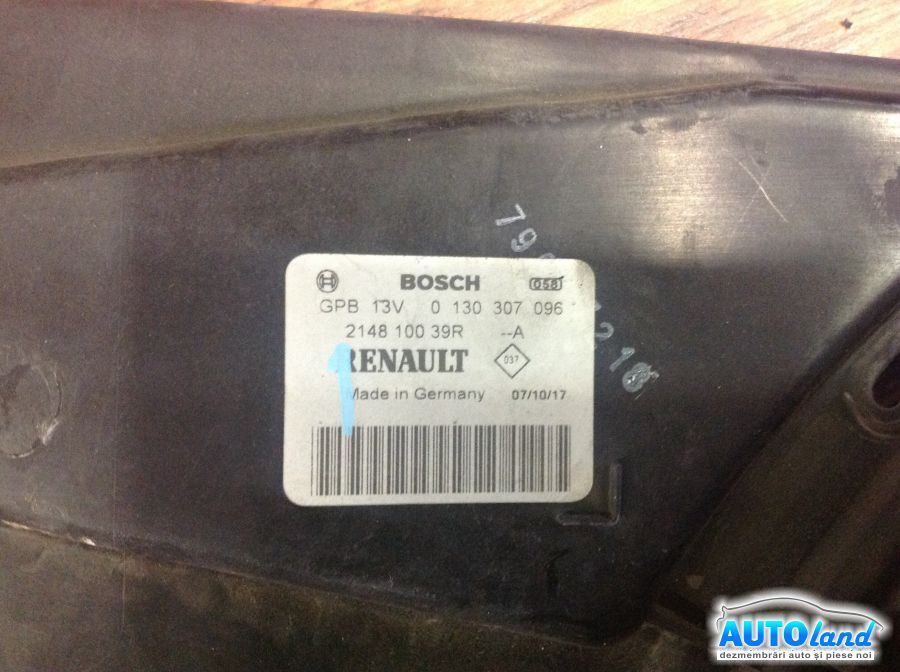 BOSCH 058
GPB 13V 0 130 307 096
2148 100 39R --A
RENAULT 037
Made in Germany 07/10/17
AUTOland
dezmembrări auto și piese noi